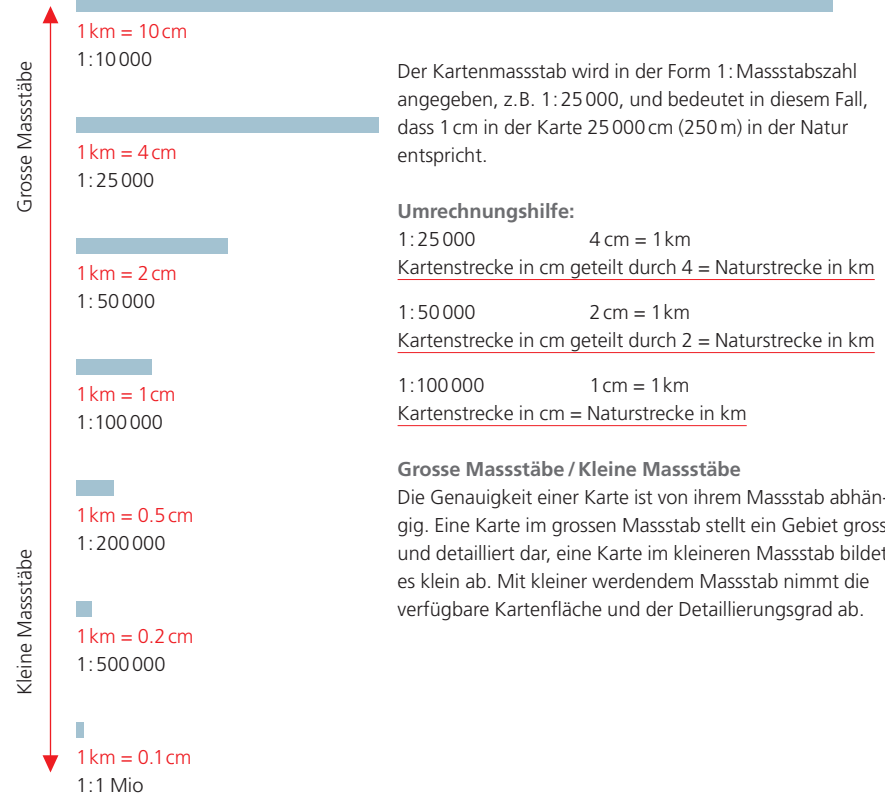 Grosse Massstäbe
Kleine Massstäbe
1 km = 10 cm
1:10 000
1 km = 4 cm
1:25 000
1 km = 2 cm
1:50 000
1 km = 1 cm
1:100 000
1 km = 0.5 cm
1:200 000
1 km = 0.2 cm
1:500 000
1 km = 0.1 cm
1:1 Mio
Der Kartenmassstab wird in der Form 1:Massstabszahl
angegeben, z.B. 1:25 000, und bedeutet in diesem Fall,
dass 1 cm in der Karte 25 000 cm (250 m) in der Natur
entspricht.
Umrechnungshilfe:
1:25 000 4 cm = 1 km
Kartenstrecke in cm geteilt durch 4 = Naturstrecke in km
1:50 000 2 cm = 1 km
Kartenstrecke in cm geteilt durch 2 = Naturstrecke in km
1:100 000 1 cm = 1 km
Kartenstrecke in cm = Naturstrecke in km
Grosse Massstäbe / Kleine Massstäbe
Die Genauigkeit einer Karte ist von ihrem Massstab abhän-
gig. Eine Karte im grossen Massstab stellt ein Gebiet gross
und detailliert dar, eine Karte im kleineren Massstab bildet
es klein ab. Mit kleiner werdendem Massstab nimmt die
verfügbare Kartenfläche und der Detaillierungsgrad ab.